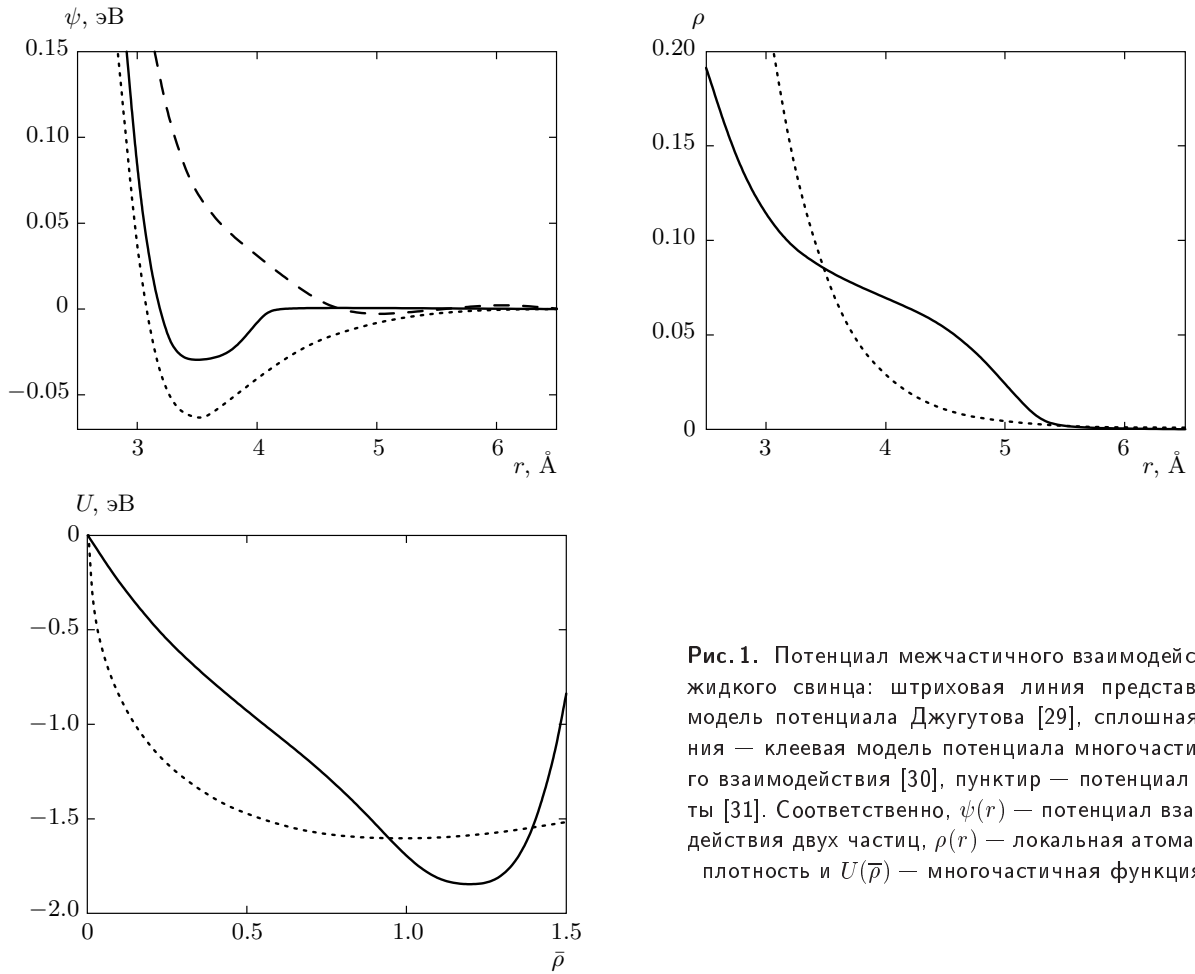 ψ, эВ
0.15
0.10
0.05
0
−0.05
3 4 5 6
r, Å
ρ
0.20
0.15
0.10
0.05
0
3 4 5 6
r, Å
U, эВ
0
−0.5
−1.0
−1.5
−2.0
0 0.5 1.0 1.5
ρ̄
Рис. 1. Потенциал межчастичного взаимодейс
жидкого свинца: штриховая линия представ
модель потенциала Джугутова [29], сплошная
ния — клеевая модель потенциала многочасти
го взаимодействия [30], пунктир — потенциал
ты [31]. Соответственно, ψ(r) — потенциал вза
действия двух частиц, ρ(r) — локальная атома
плотность и U(ρ̅) — многочастичная функция